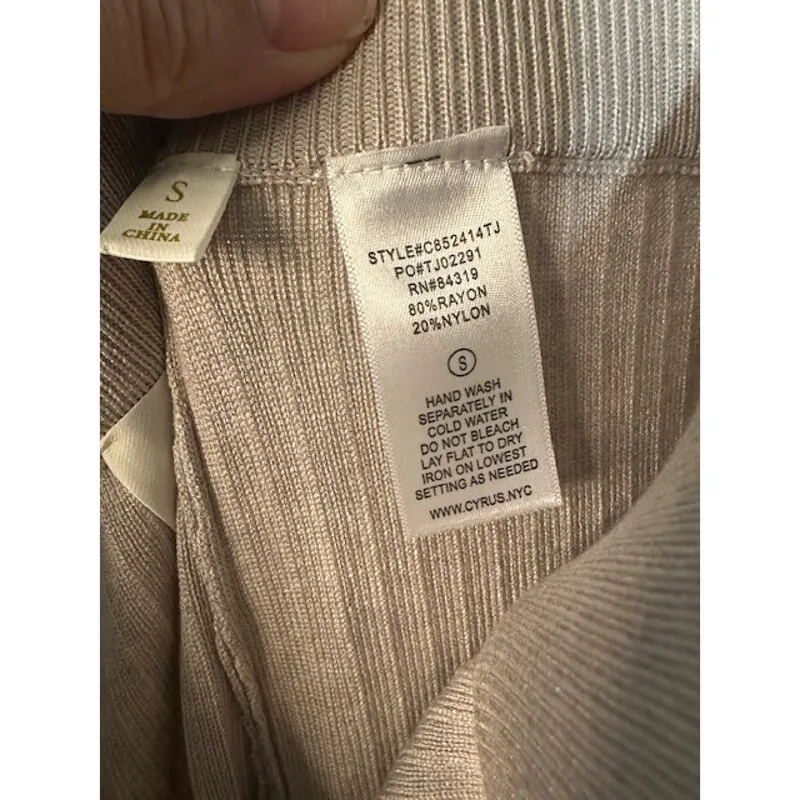 S
MADE
IN
CHINA
STYLE#C852414TJ
PO#TJ02291
RN#84319
80%RAYON
20%NYLON
S
HAND WASH
SEPARATELY IN
COLD WATER
DO NOT BLEACH
LAY FLAT TO DRY
IRON ON LOWEST
SETTING AS NEEDED
WWW.CYRUS.NYC